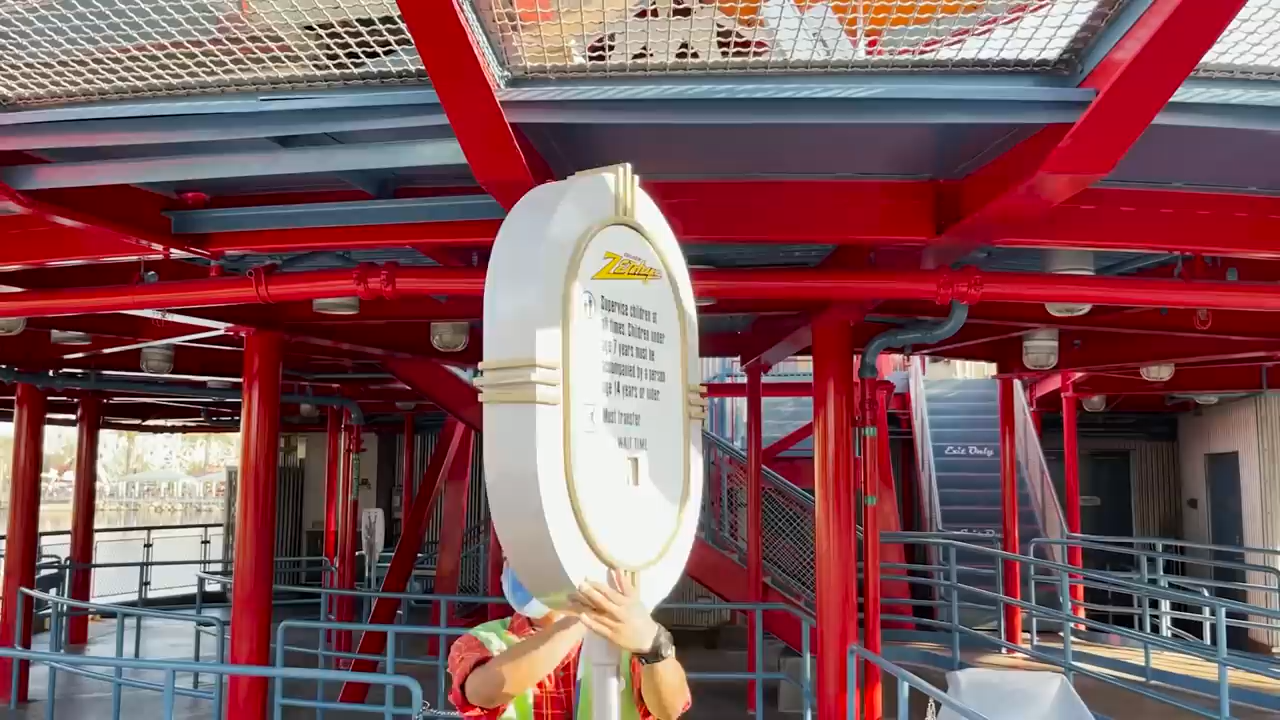 Supervise children at
all times. Children under
age 7 years must be
accompanied by a person
age 14 years or older.
Must transfer
WAIT TIME
Exit Only